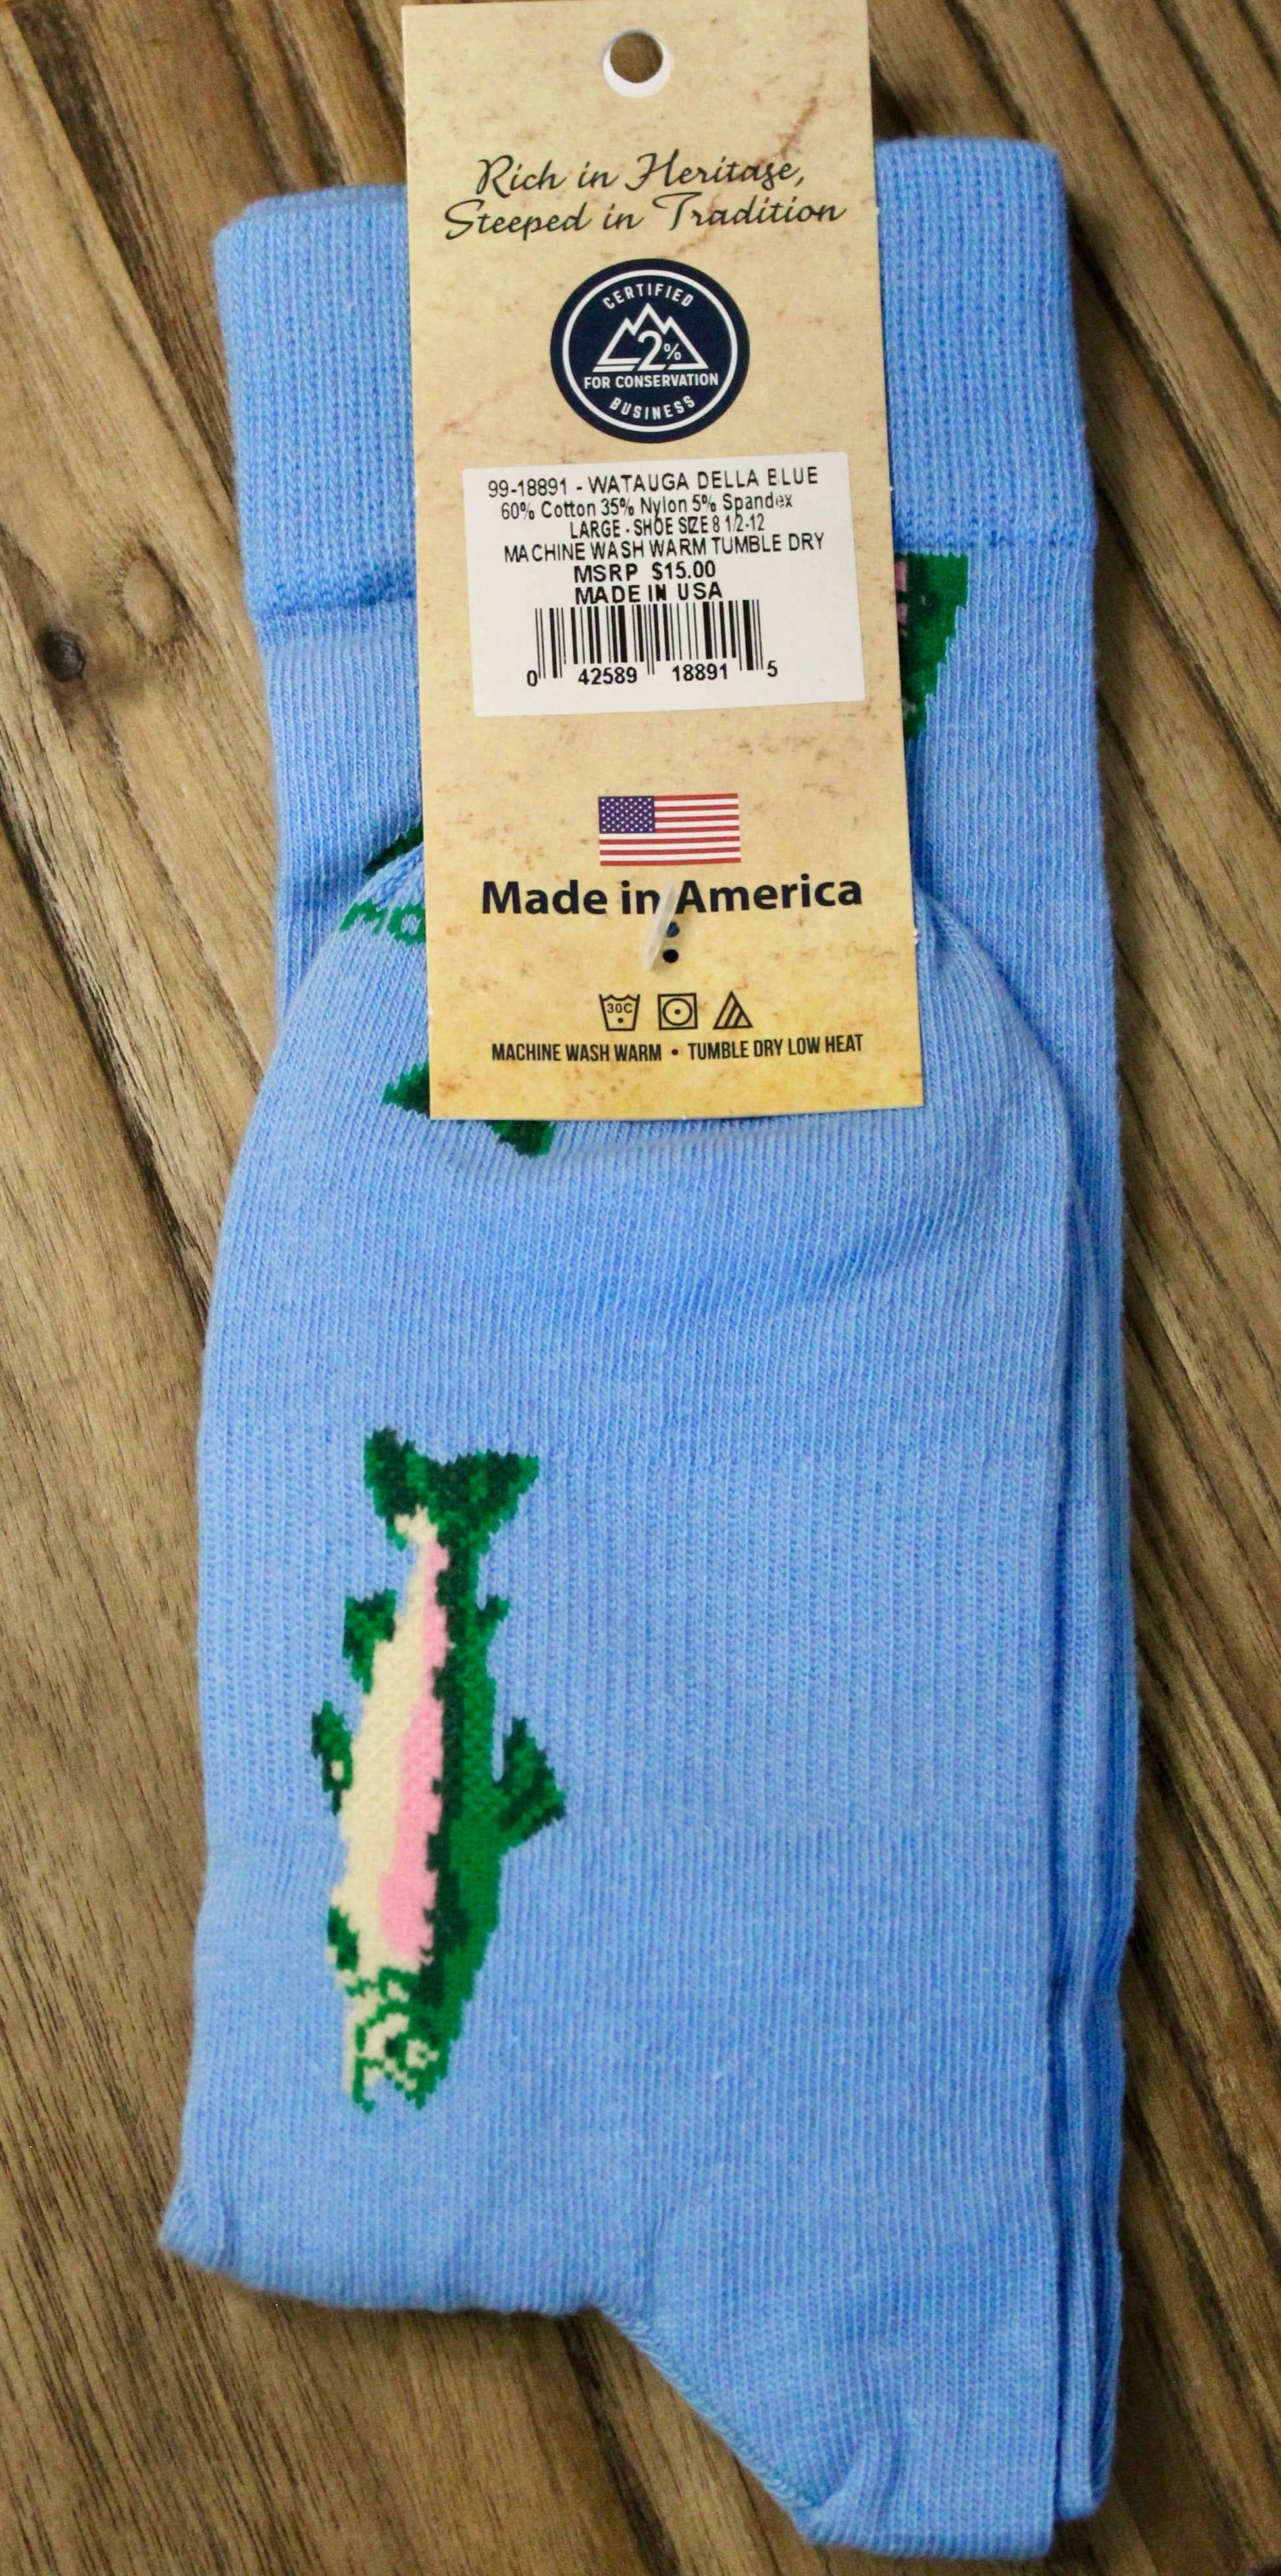 Rich in Heritage,
Steeped in Tradition
CERTIFIED
2%
FOR CONSERVATION
BUSINESS
99-18891 - WATAUGA DELLA BLUE
60% Cotton 35% Nylon 5% Spandex
LARGE - SHOE SIZE 8 1/2-12
MACHINE WASH WARM TUMBLE DRY
MSRP $15.00
MADE IN USA
0 42589 18891 5
Made in America
30C
MACHINE WASH WARM • TUMBLE DRY LOW HEAT